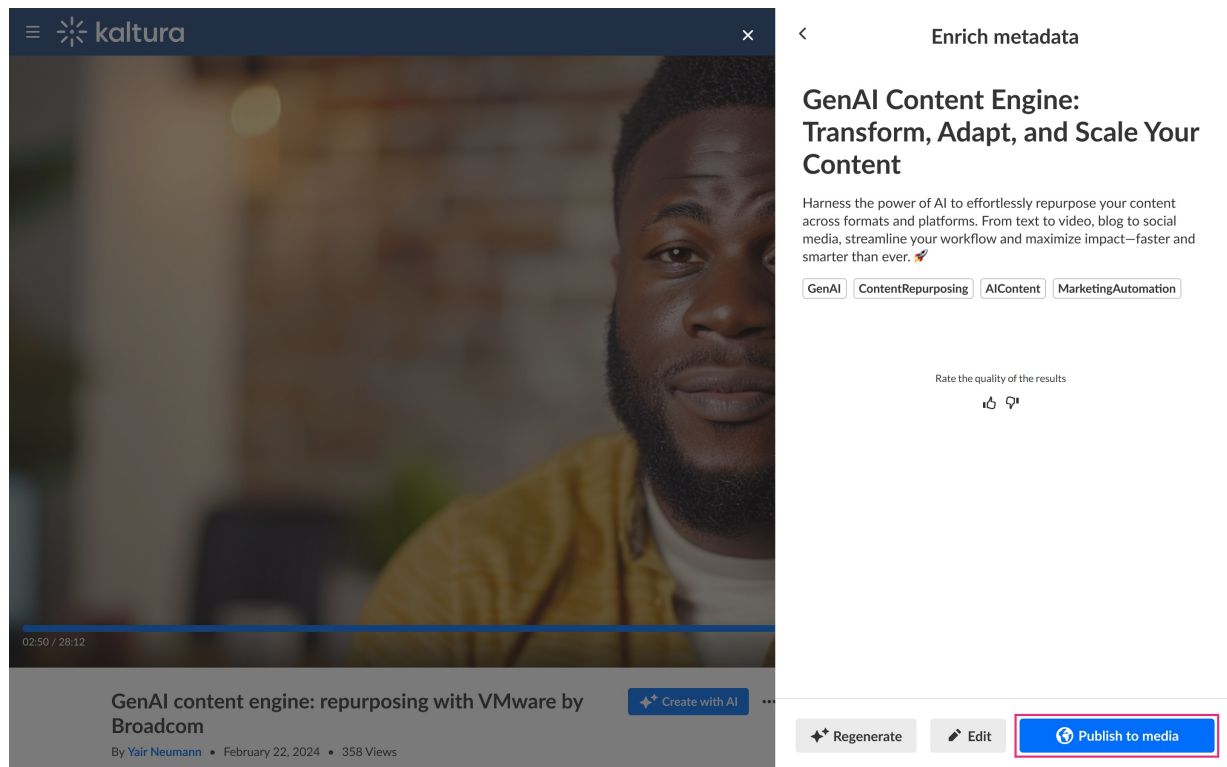 kaltura
02:50 / 28:12
GenAI content engine: repurposing with VMware by
Broadcom
Create with AI
By Yair Neumann • February 22, 2024 • 358 Views
Enrich metadata
GenAI Content Engine:
Transform, Adapt, and Scale Your
Content
Harness the power of AI to effortlessly repurpose your content
across formats and platforms. From text to video, blog to social
media, streamline your workflow and maximize impact—faster and
smarter than ever. 🚀
GenAI ContentRepurposing AIContent MarketingAutomation
Rate the quality of the results
Regenerate Edit Publish to media